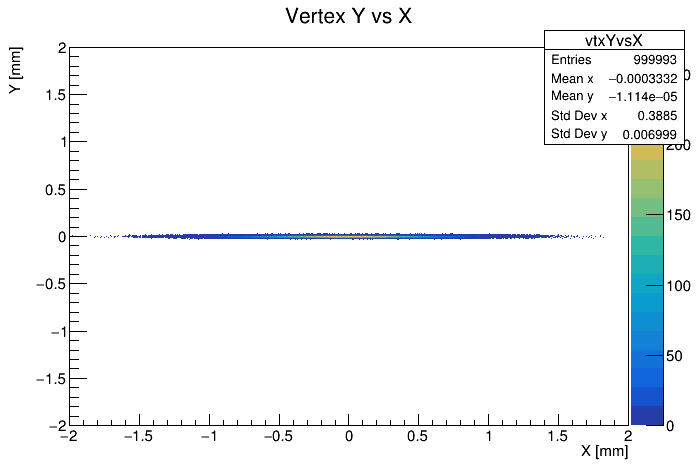 Vertex Y vs X
vtxYvsX
Entries 999993
Mean x −0.0003332
Mean y −1.114e−05
Std Dev x 0.3885
Std Dev y 0.006999
Y [mm]
2
1.5
1
0.5
0
−0.5
−1
−1.5
−2
−2 −1.5 −1 −0.5 0 0.5 1 1.5 2
X [mm]
200
150
100
50
0